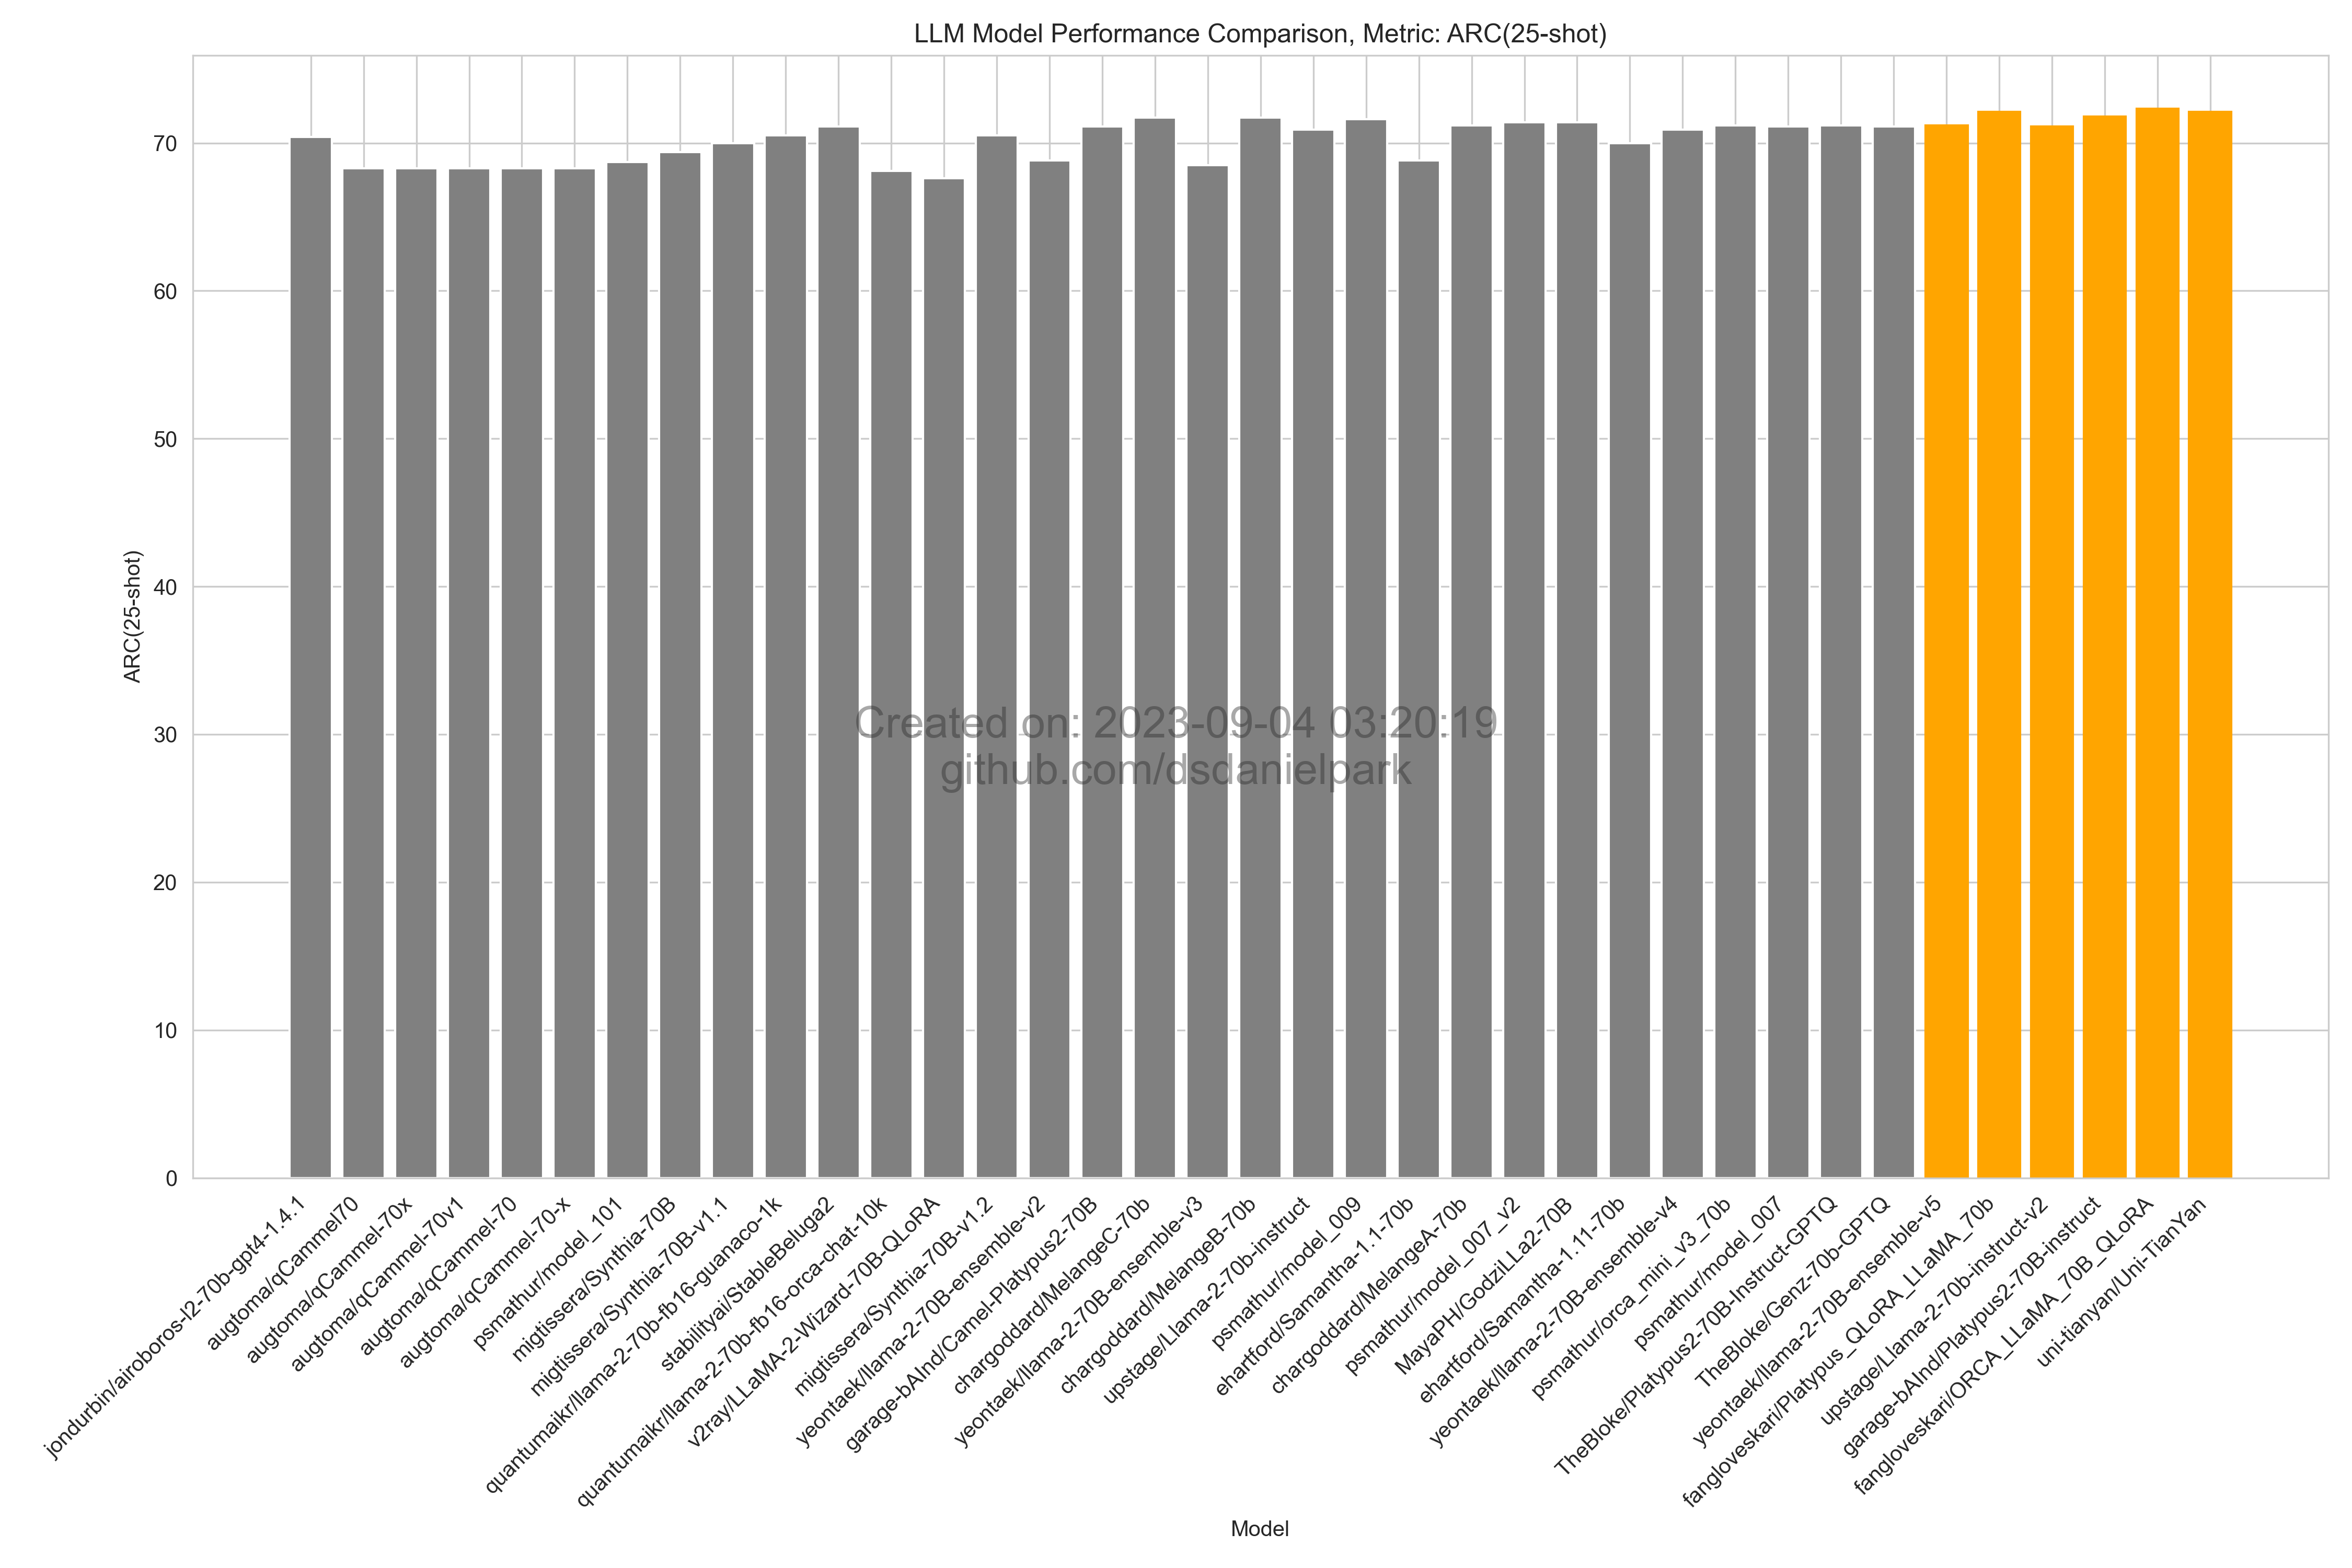 LLM Model Performance Comparison, Metric: ARC(25-shot)
ARC(25-shot)
70
60
50
40
30
20
10
0
Created on: 2023-09-04 03:20:19
github.com/dsdanielpark
jondurbin/airoboros-l2-70b-gpt4-1.4.1
augtoma/qCammel70
augtoma/qCammel-70x
augtoma/qCammel-70v1
augtoma/qCammel-70
augtoma/qCammel-70-x
psmathur/model_101
migtissera/Synthia-70B
migtissera/Synthia-70B-v1.1
quantumaikr/llama-2-70b-fb16-guanaco-1k
stabilityai/StableBeluga2
quantumaikr/llama-2-70b-fb16-orca-chat-10k
v2ray/LLaMA-2-Wizard-70B-QLoRA
migtissera/Synthia-70B-v1.2
yeontaek/llama-2-70B-ensemble-v2
garage-bAInd/Camel-Platypus2-70B
chargoddard/MelangeC-70b
yeontaek/llama-2-70B-ensemble-v3
chargoddard/MelangeB-70b
upstage/Llama-2-70b-instruct
psmathur/model_009
ehartford/Samantha-1.1-70b
chargoddard/MelangeA-70b
psmathur/model_007_v2
MayaPH/GodziLLa2-70B
ehartford/Samantha-1.11-70b
yeontaek/llama-2-70B-ensemble-v4
psmathur/orca_mini_v3_70b
psmathur/model_007
TheBloke/Platypus2-70B-Instruct-GPTQ
TheBloke/Genz-70b-GPTQ
yeontaek/llama-2-70B-ensemble-v5
fangloveskari/Platypus_QLoRA_LLaMA_70b
upstage/Llama-2-70b-instruct-v2
garage-bAInd/Platypus2-70B-instruct
fangloveskari/ORCA_LLaMA_70B_QLoRA
uni-tianyan/Uni-TianYan
Model